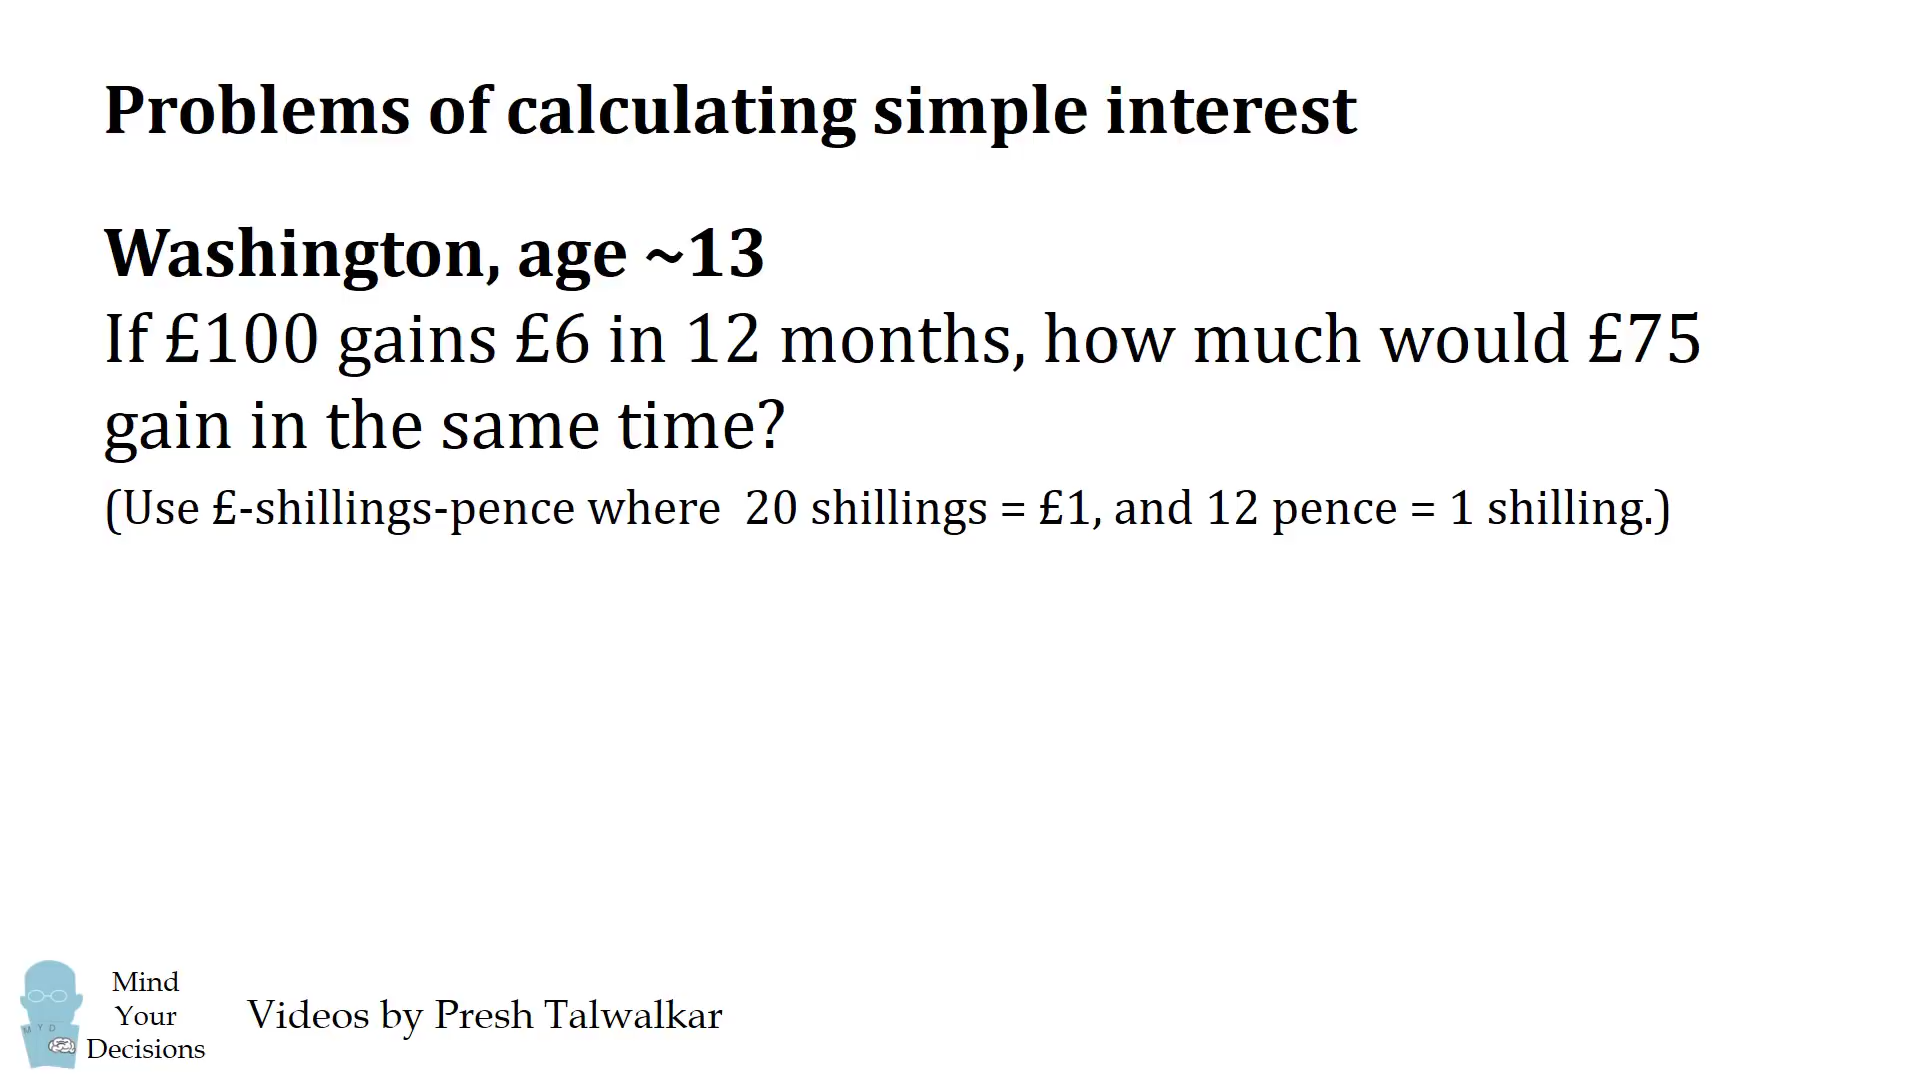 Problems of calculating simple interest
Washington, age ~13
If £100 gains £6 in 12 months, how much would £75
gain in the same time?
(Use £-shillings-pence where  20 shillings = £1, and 12 pence = 1 shilling.)
M Y D
Mind
Your
Decisions
Videos by Presh Talwalkar